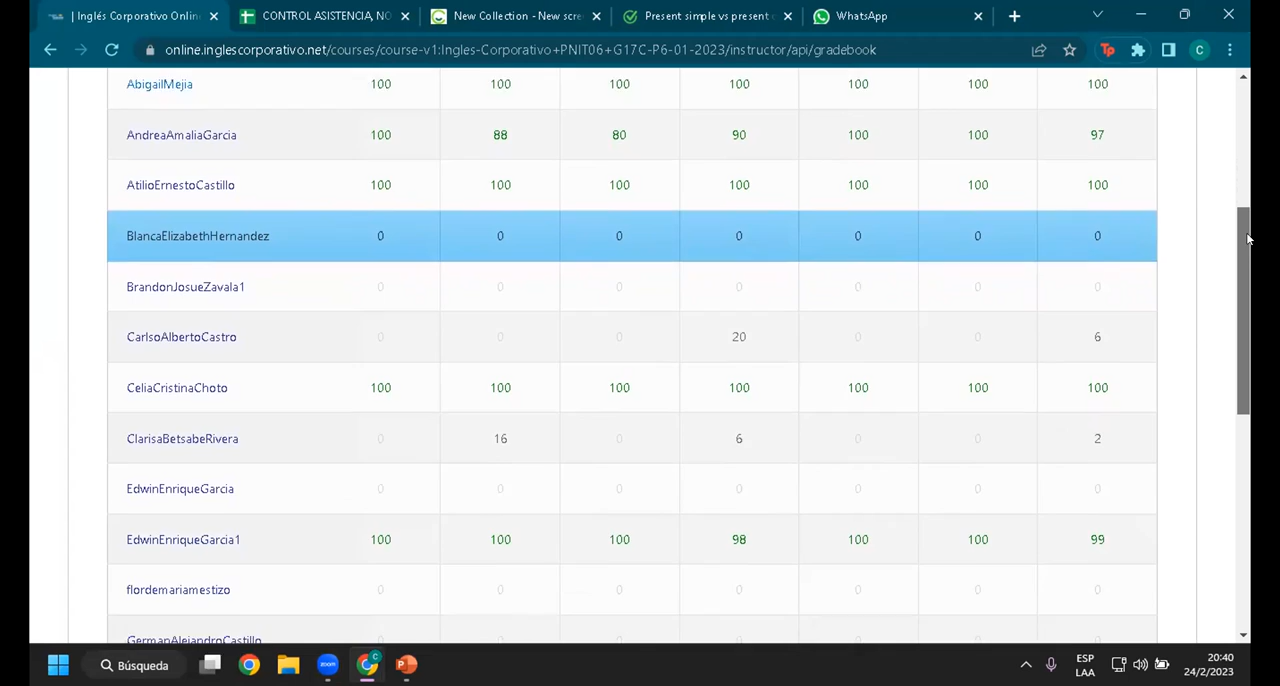 | Inglés Corporativo Onlin
CONTROL ASISTENCIA, NO
New Collection - New scre
Present simple vs present c
WhatsApp
online.inglescorporativo.net/courses/course-v1:Ingles-Corporativo+PNIT06+G17C-P6-01-2023/instructor/api/gradebook
Tp
C
AbigailMejia 100 100 100 100 100 100 100
AndreaAmaliaGarcia 100 88 80 90 100 100 97
AtilioErnestoCastillo 100 100 100 100 100 100 100
BlancaElizabethHernandez 0 0 0 0 0 0 0
BrandonJosueZavala1 0 0 0 0 0 0 0
CarlsoAlbertoCastro 0 0 0 20 0 0 6
CeliaCristinaChoto 100 100 100 100 100 100 100
ClarisaBetsabeRivera 0 16 0 6 0 0 2
EdwinEnriqueGarcia 0 0 0 0 0 0 0
EdwinEnriqueGarcia1 100 100 100 98 100 100 99
flordemariamestizo 0 0 0 0 0 0 0
GermanAlejandroCastillo
Búsqueda
zoom
C
P
ESP
LAA
20:40
24/2/2023